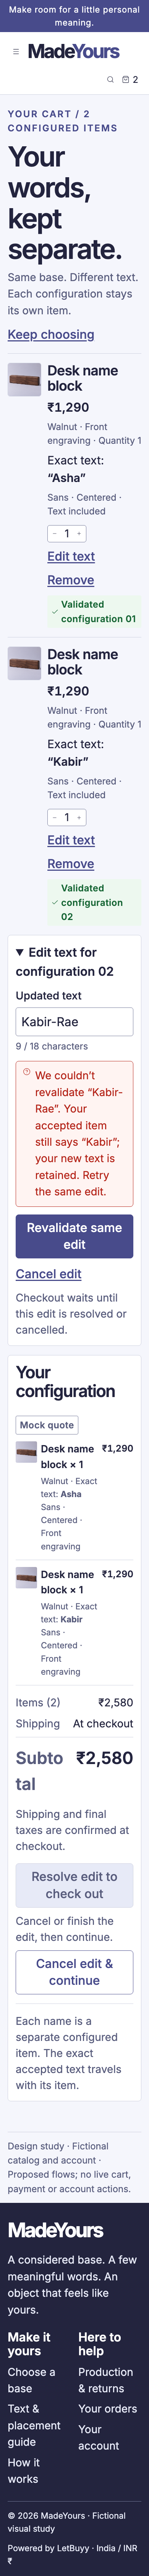 Make room for a little personal
meaning.
MadeYours
2
YOUR CART / 2
CONFIGURED ITEMS
Your
words,
kept
separate.
Same base. Different text.
Each configuration stays
its own item.
Keep choosing
Desk name
block
₹1,290
Walnut · Front
engraving · Quantity 1
Exact text:
“Asha”
Sans · Centered ·
Text included
− 1 +
Edit text
Remove
Validated
configuration 01
Desk name
block
₹1,290
Walnut · Front
engraving · Quantity 1
Exact text:
“Kabir”
Sans · Centered ·
Text included
− 1 +
Edit text
Remove
Validated
configuration
02
▼ Edit text for
configuration 02
Updated text
Kabir-Rae
9 / 18 characters
We couldn’t
revalidate “Kabir-
Rae”. Your
accepted item
still says “Kabir”;
your new text is
retained. Retry
the same edit.
Revalidate same
edit
Cancel edit
Checkout waits until
this edit is resolved or
cancelled.
Your
configuration
Mock quote
Desk name
block × 1
₹1,290
Walnut · Exact
text: Asha
Sans ·
Centered ·
Front
engraving
Desk name
block × 1
₹1,290
Walnut · Exact
text: Kabir
Sans ·
Centered ·
Front
engraving
Items (2) ₹2,580
Shipping At checkout
Subto
tal
₹2,580
Shipping and final
taxes are confirmed at
checkout.
Resolve edit to
check out
Cancel or finish the
edit, then continue.
Cancel edit &
continue
Each name is a
separate configured
item. The exact
accepted text travels
with its item.
Design study · Fictional
catalog and account ·
Proposed flows; no live cart,
payment or account actions.
MadeYours
A considered base. A few
meaningful words. An
object that feels like
yours.
Make it
yours
Choose a
base
Text &
placement
guide
How it
works
Here to
help
Production
& returns
Your orders
Your
account
© 2026 MadeYours · Fictional
visual study
Powered by LetBuyy · India / INR
₹